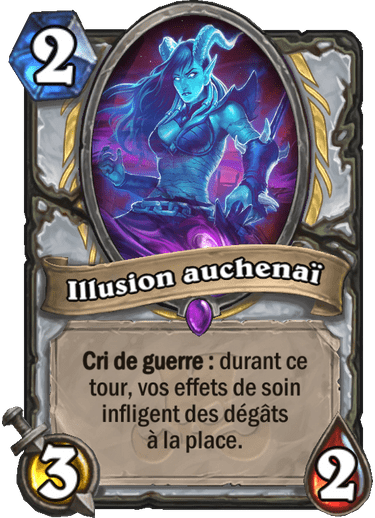 2
Illusion auchenaï
Cri de guerre : durant ce
tour, vos effets de soin
infligent des dégâts
à la place.
3
2